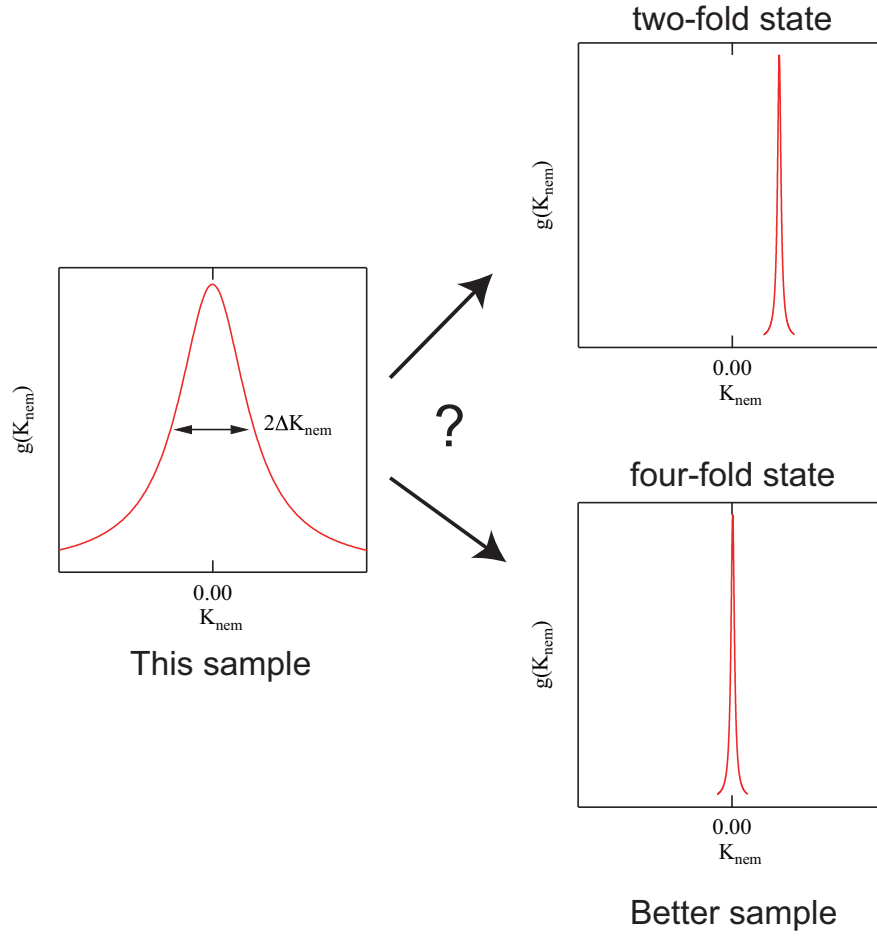 two-fold state
g(K_nem)
0.00
K_nem
g(K_nem)
2ΔK_nem
0.00
K_nem
This sample
?
four-fold state
g(K_nem)
0.00
K_nem
Better sample